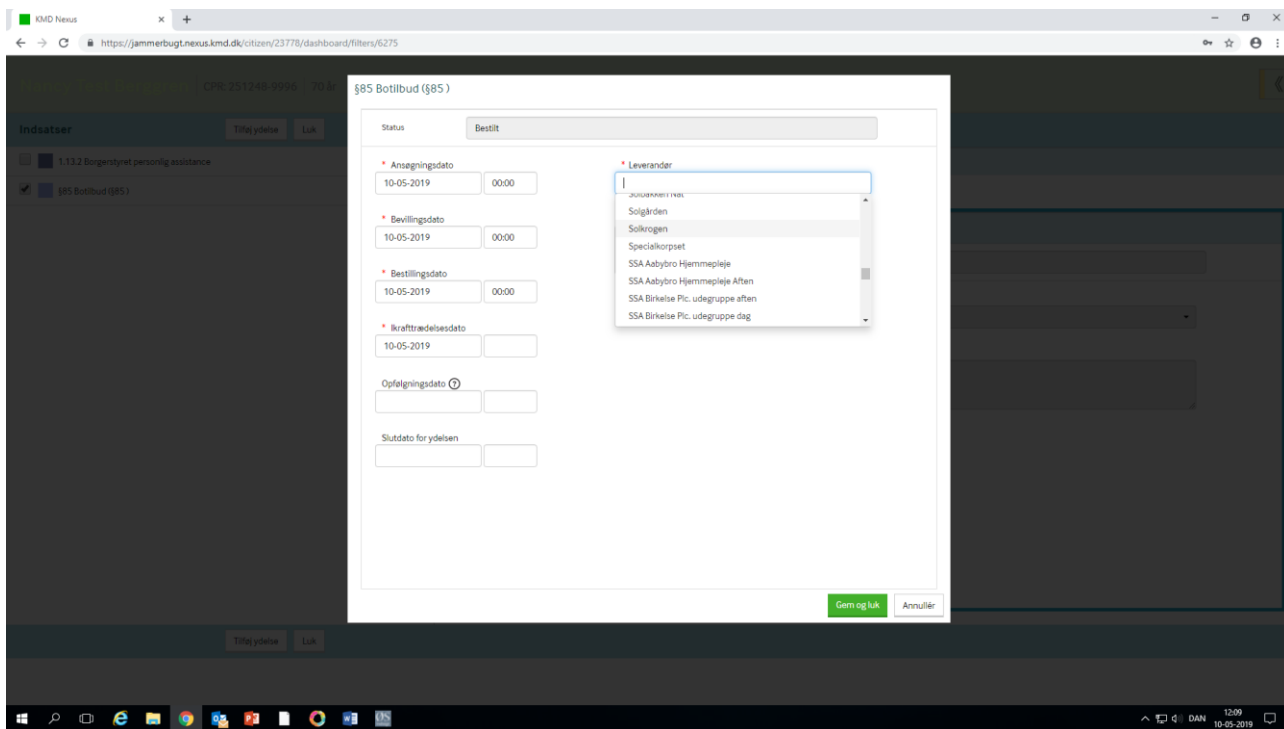 KMD Nexus
https://jammerbugt.nexus.kmd.dk/citizen/23778/dashboard/filters/6275
CPR: 251248-9996 70 år
Indsatser Tilføj ydelse Luk
1.13.2 Borgerstyret personlig assistance
§85 Botilbud (§85 )
§85 Botilbud (§85 )
Status Bestilt
* Ansøgningsdato
10-05-2019 00:00
* Bevillingsdato
10-05-2019 00:00
* Bestillingsdato
10-05-2019 00:00
* Ikrafttrædelsesdato
10-05-2019
Opfølgningsdato ?
Slutdato for ydelsen
* Leverandør
Solbakken Nat
Solgården
Solkrogen
Specialkorpset
SSA Aabybro Hjemmepleje
SSA Aabybro Hjemmepleje Aften
SSA Birkelse Plc. udegruppe aften
SSA Birkelse Plc. udegruppe dag
Gem og luk Annullér
Tilføj ydelse Luk
DAN
12:09
10-05-2019